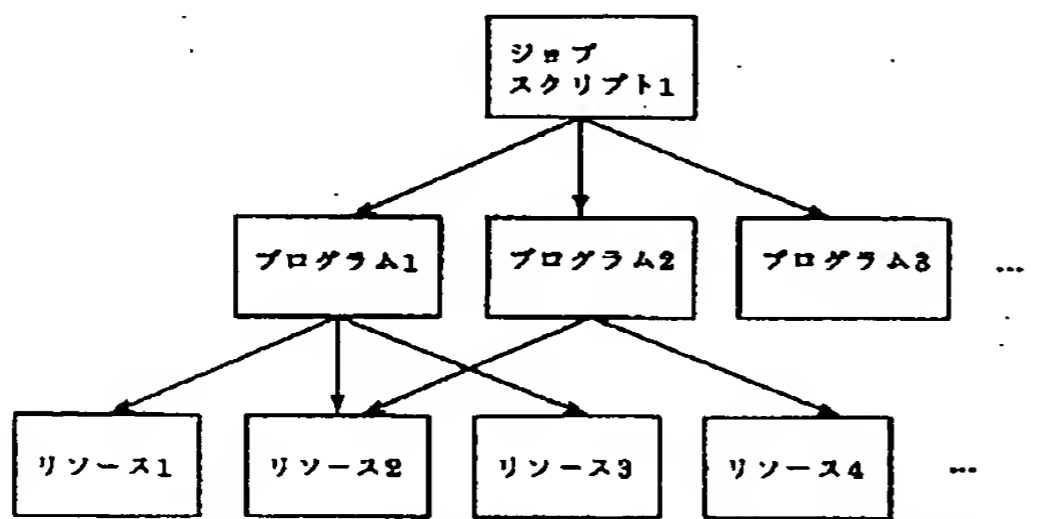 ジョブ
スクリプト1
プログラム1
プログラム2
プログラム3
...
リソース1
リソース2
リソース3
リソース4
...